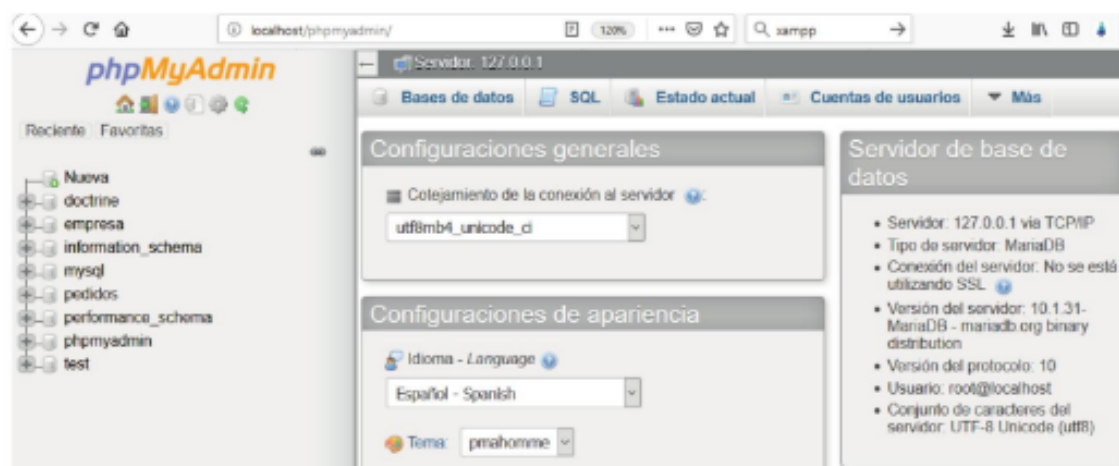 localhost/phpmyadmin/
120%
xampp
phpMyAdmin
Reciente Favoritas
Nueva
doctrine
empresa
information_schema
mysql
pedidos
performance_schema
phpmyadmin
test
Servidor: 127.0.0.1
Bases de datos SQL Estado actual Cuentas de usuarios Más
Configuraciones generales
Cotejamiento de la conexión al servidor :
utf8mb4_unicode_ci
Configuraciones de apariencia
Idioma - Language
Español - Spanish
Tema: pmahomme
Servidor de base de
datos
• Servidor: 127.0.0.1 via TCP/IP
• Tipo de servidor: MariaDB
• Conexión del servidor: No se está
utilizando SSL
• Versión del servidor: 10.1.31-
MariaDB - mariadb.org binary
distribution
• Versión del protocolo: 10
• Usuario: root@localhost
• Conjunto de caracteres del
servidor: UTF-8 Unicode (utf8)